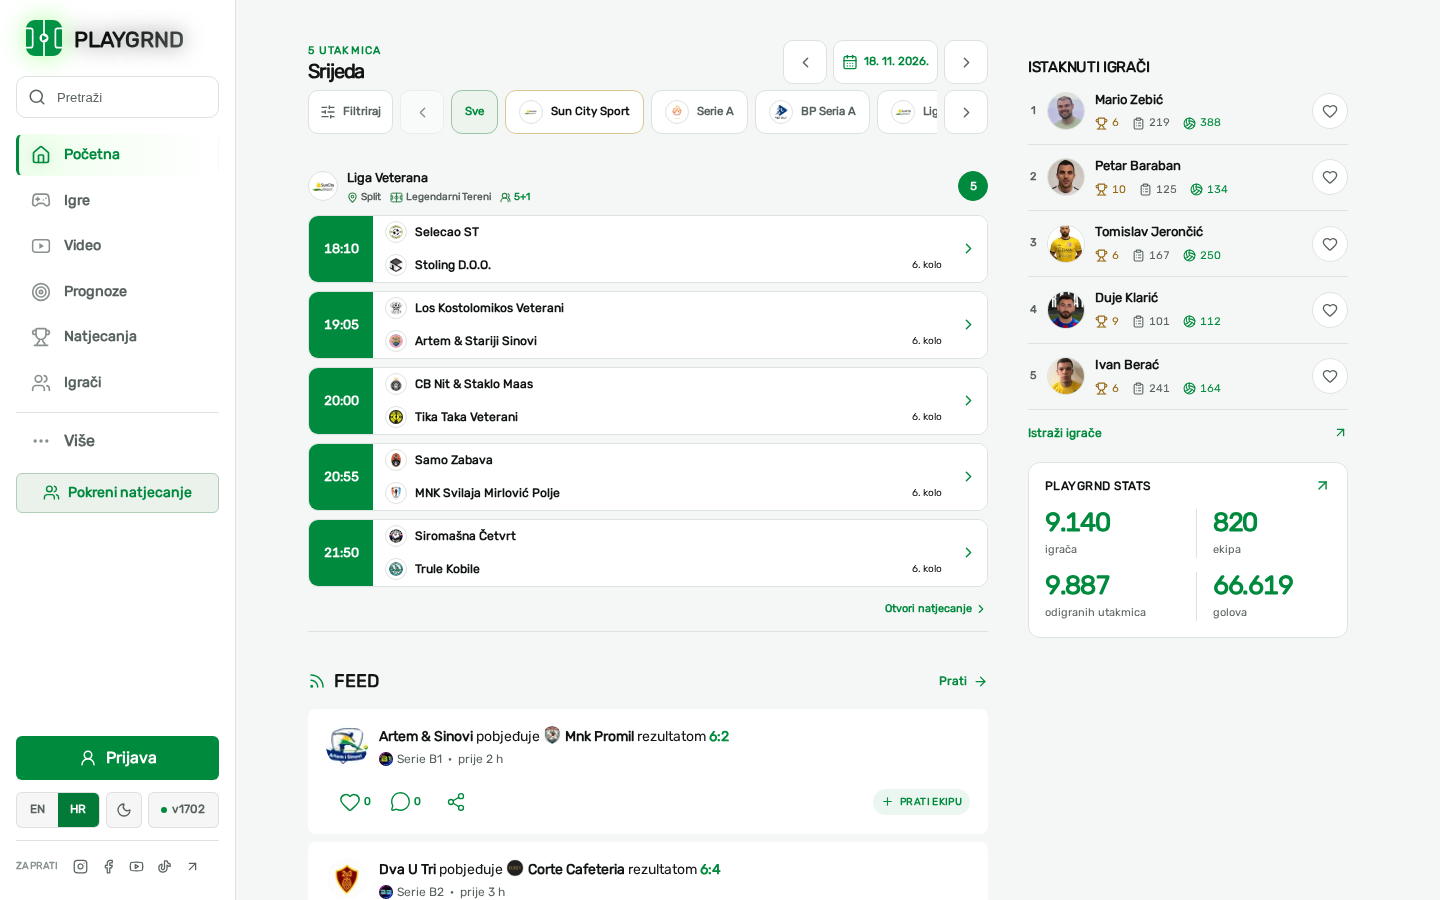 PLAYGRND
Pretraži
Početna
Igre
Video
Prognoze
Natjecanja
Igrači
Više
Pokreni natjecanje
Prijava
EN
HR
v1702
ZAPRATI
5 UTAKMICA
Srijeda
18. 11. 2026.
Filtriraj
Sve
Sun City Sport
Serie A
BP Seria A
Lig
Liga Veterana
Split
Legendarni Tereni
5+1
5
18:10
Selecao ST
Stoling D.O.O.
6. kolo
19:05
Los Kostolomikos Veterani
Artem & Stariji Sinovi
6. kolo
20:00
CB Nit & Staklo Maas
Tika Taka Veterani
6. kolo
20:55
Samo Zabava
MNK Svilaja Mirlović Polje
6. kolo
21:50
Siromašna Četvrt
Trule Kobile
6. kolo
Otvori natjecanje
FEED
Prati
Artem & Sinovi pobjeđuje Mnk Promil rezultatom 6:2
Serie B1 • prije 2 h
0
0
PRATI EKIPU
Dva U Tri pobjeđuje Corte Cafeteria rezultatom 6:4
Serie B2 • prije 3 h
ISTAKNUTI IGRAČI
1
Mario Zebić
6 219 388
2
Petar Baraban
10 125 134
3
Tomislav Jerončić
6 167 250
4
Duje Klarić
9 101 112
5
Ivan Berać
6 241 164
Istraži igrače
PLAYGRND STATS
9.140
igrača
820
ekipa
9.887
odigranih utakmica
66.619
golova